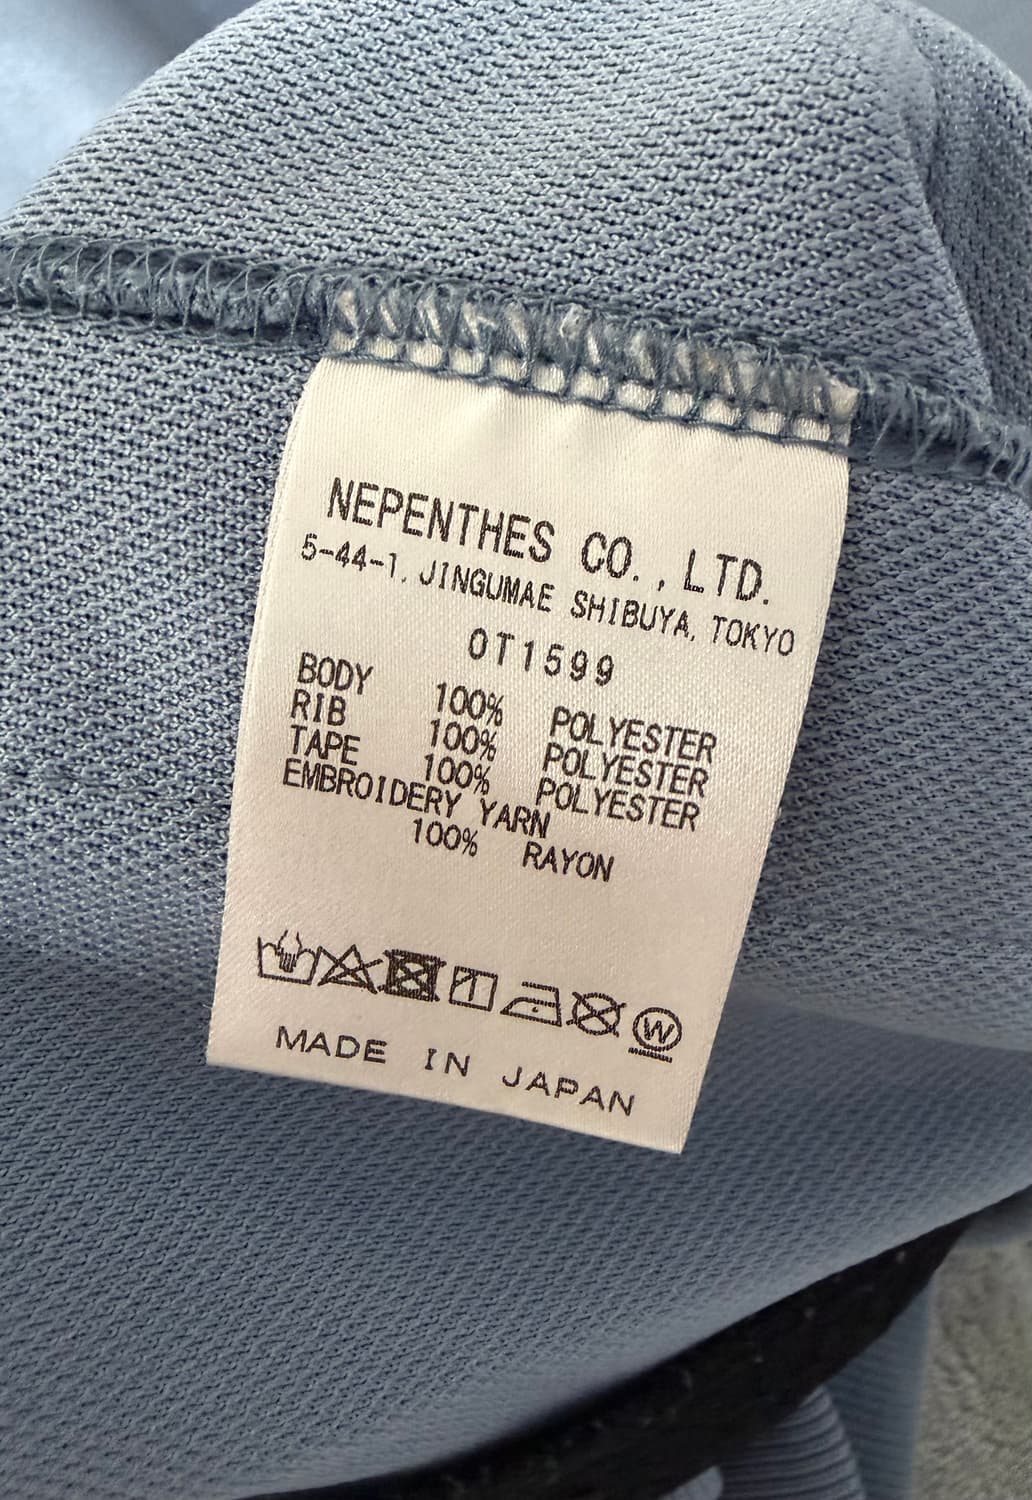 NEPENTHES CO., LTD.
5-44-1, JINGUMAE SHIBUYA, TOKYO
OT1599
BODY 100% POLYESTER
RIB 100% POLYESTER
TAPE 100% POLYESTER
EMBROIDERY YARN
100% RAYON
W
MADE IN JAPAN